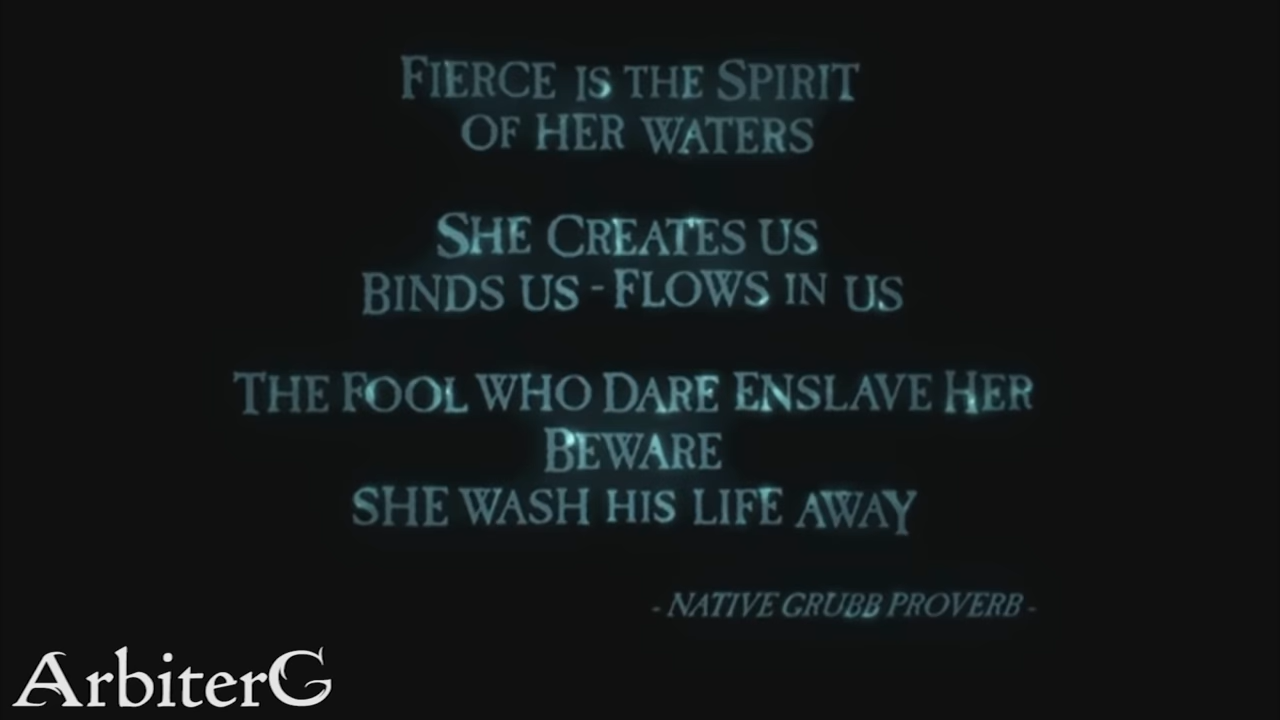 Fierce is the Spirit
of her waters
She Creates us
binds us - Flows in us
The Fool who Dare Enslave Her
Beware
she wash his life away
- Native Grubb Proverb -
ArbiterG